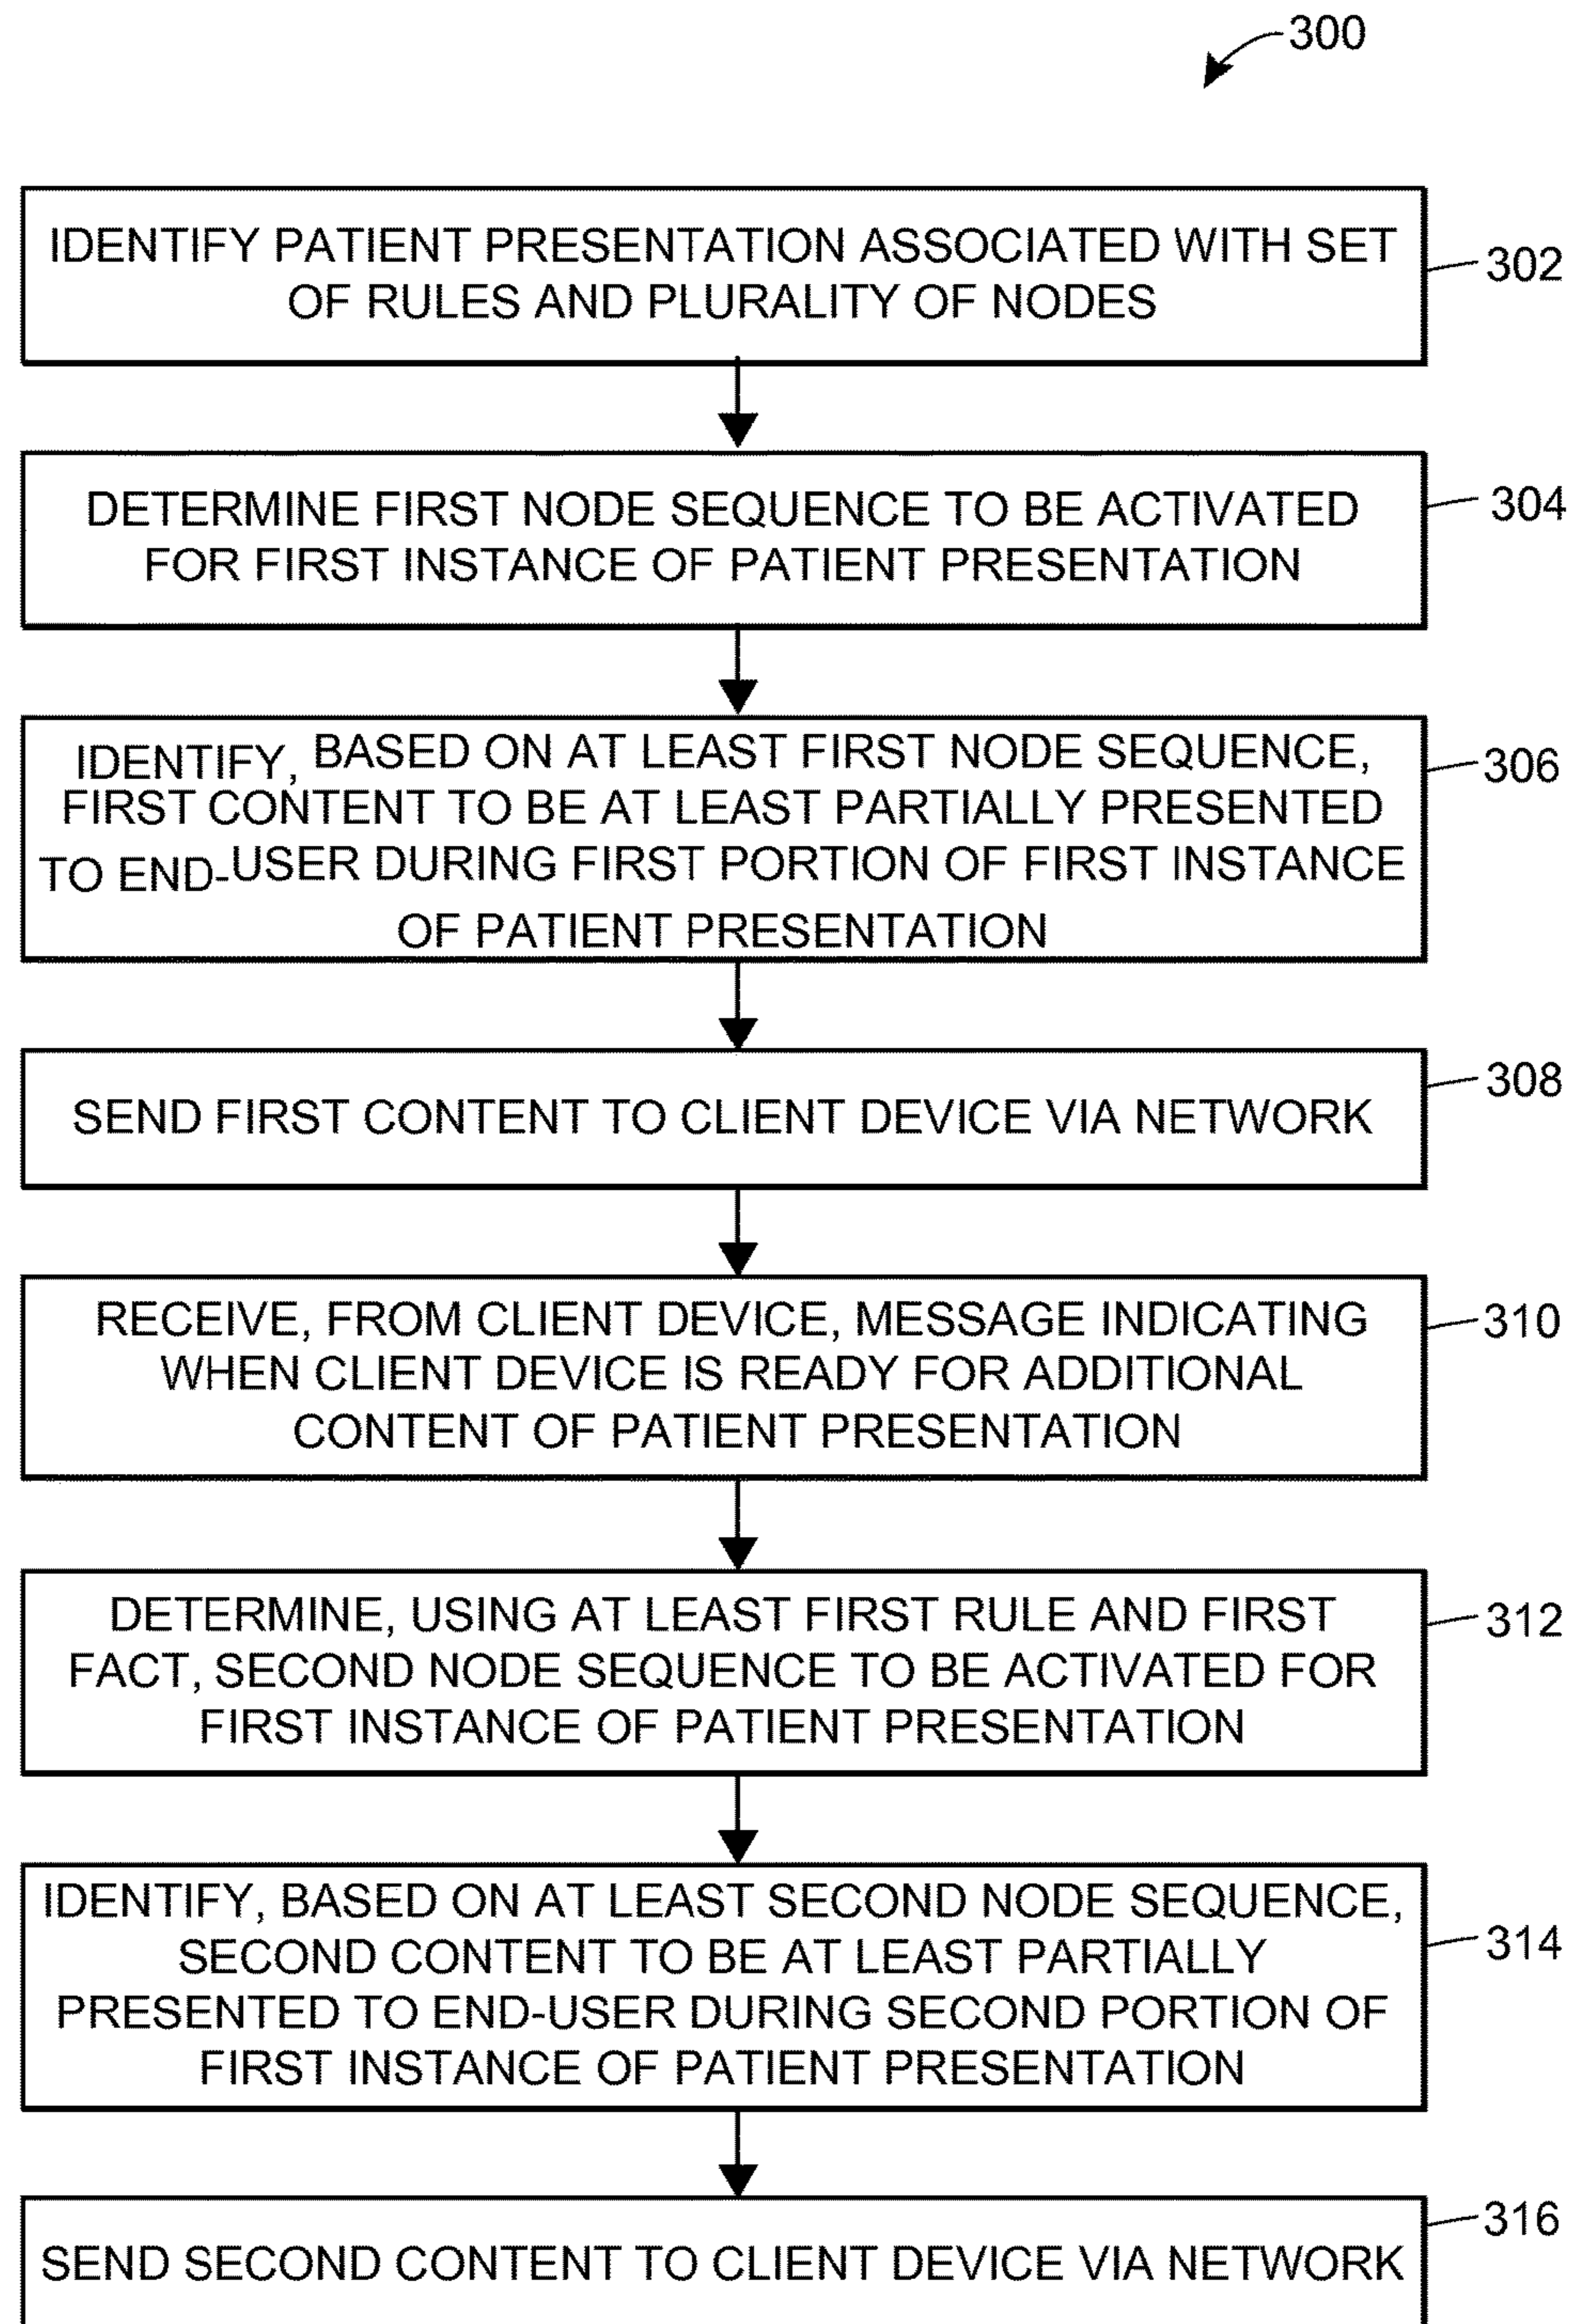 300
IDENTIFY PATIENT PRESENTATION ASSOCIATED WITH SET
OF RULES AND PLURALITY OF NODES
302
DETERMINE FIRST NODE SEQUENCE TO BE ACTIVATED
FOR FIRST INSTANCE OF PATIENT PRESENTATION
304
IDENTIFY, BASED ON AT LEAST FIRST NODE SEQUENCE,
FIRST CONTENT TO BE AT LEAST PARTIALLY PRESENTED
TO END-USER DURING FIRST PORTION OF FIRST INSTANCE
OF PATIENT PRESENTATION
306
SEND FIRST CONTENT TO CLIENT DEVICE VIA NETWORK
308
RECEIVE, FROM CLIENT DEVICE, MESSAGE INDICATING
WHEN CLIENT DEVICE IS READY FOR ADDITIONAL
CONTENT OF PATIENT PRESENTATION
310
DETERMINE, USING AT LEAST FIRST RULE AND FIRST
FACT, SECOND NODE SEQUENCE TO BE ACTIVATED FOR
FIRST INSTANCE OF PATIENT PRESENTATION
312
IDENTIFY, BASED ON AT LEAST SECOND NODE SEQUENCE,
SECOND CONTENT TO BE AT LEAST PARTIALLY
PRESENTED TO END-USER DURING SECOND PORTION OF
FIRST INSTANCE OF PATIENT PRESENTATION
314
SEND SECOND CONTENT TO CLIENT DEVICE VIA NETWORK
316